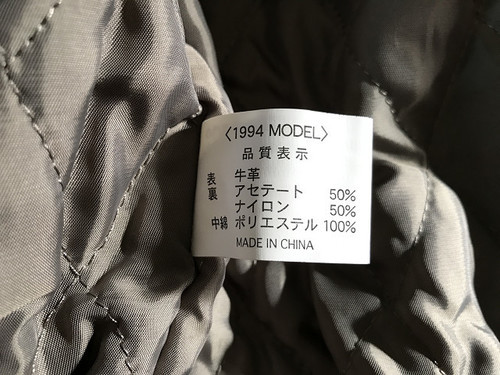 〈1994 MODEL〉
品質表示
表 牛革
裏 アセテート 50%
ナイロン 50%
中綿 ポリエステル 100%
MADE IN CHINA